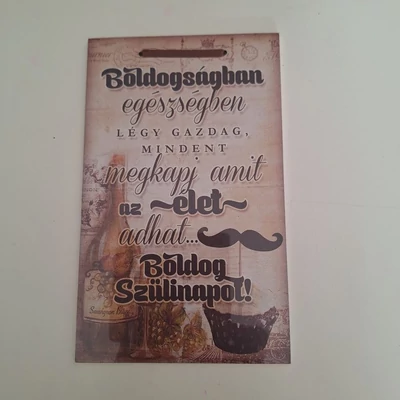 Boldogságban
egészségben
LÉGY GAZDAG,
MINDENT
megkapj amit
az ~élet~
adhat...
Boldog
Szülinapot!